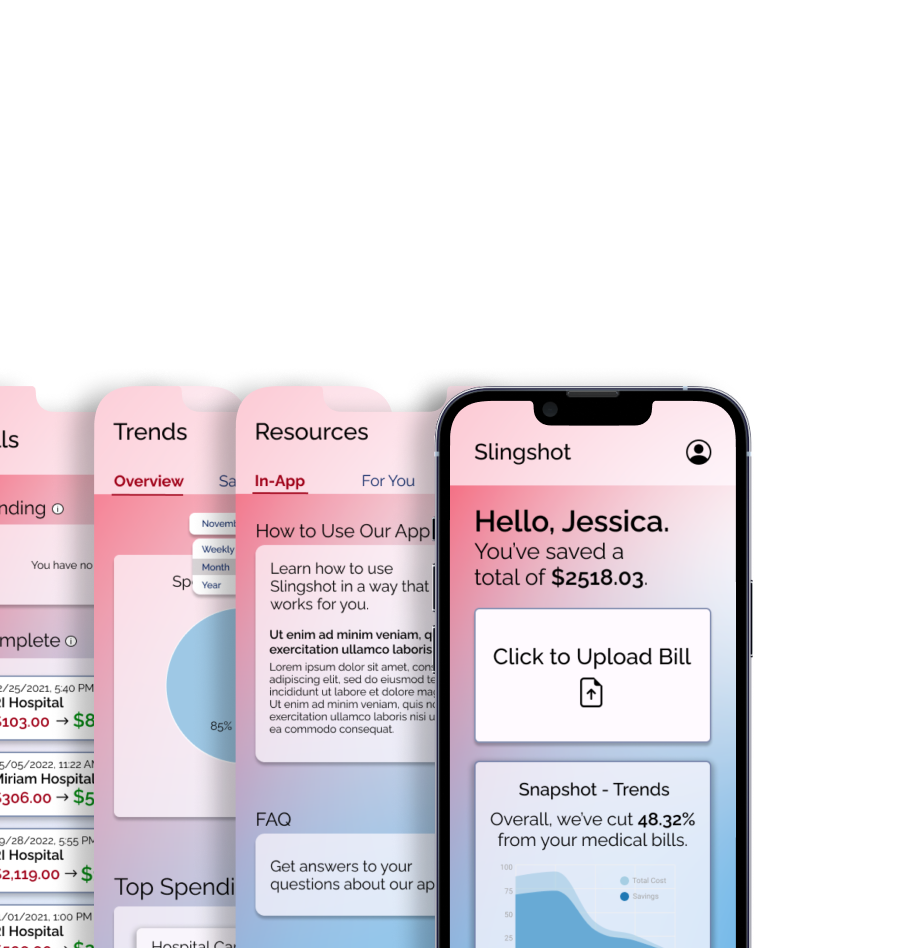 lls
nding
You have no
mplete
2/25/2021, 5:40 PM
RI Hospital
$103.00 → $8
5/05/2022, 11:22 AM
Miriam Hospital
$306.00 → $5
9/28/2022, 5:55 PM
RI Hospital
$2,119.00 → $
/01/2021, 1:00 PM
RI Hospital
Trends
Overview Sa
Novemb
Weekly
Month
Year
Sp
85%
Top Spendi
Hospital Car
Resources
In-App For You
How to Use Our App
Learn how to use
Slingshot in a way that
works for you.
Ut enim ad minim veniam, q
exercitation ullamco laboris
Lorem ipsum dolor sit amet, cons
adipiscing elit, sed do eiusmod te
incididunt ut labore et dolore mag
Ut enim ad minim veniam, quis no
exercitation ullamco laboris nisi u
ea commodo consequat.
FAQ
Get answers to your
questions about our ap
Slingshot
Hello, Jessica.
You've saved a
total of $2518.03.
Click to Upload Bill
Snapshot - Trends
Overall, we've cut 48.32%
from your medical bills.
100
75
50
25
Total Cost
Savings